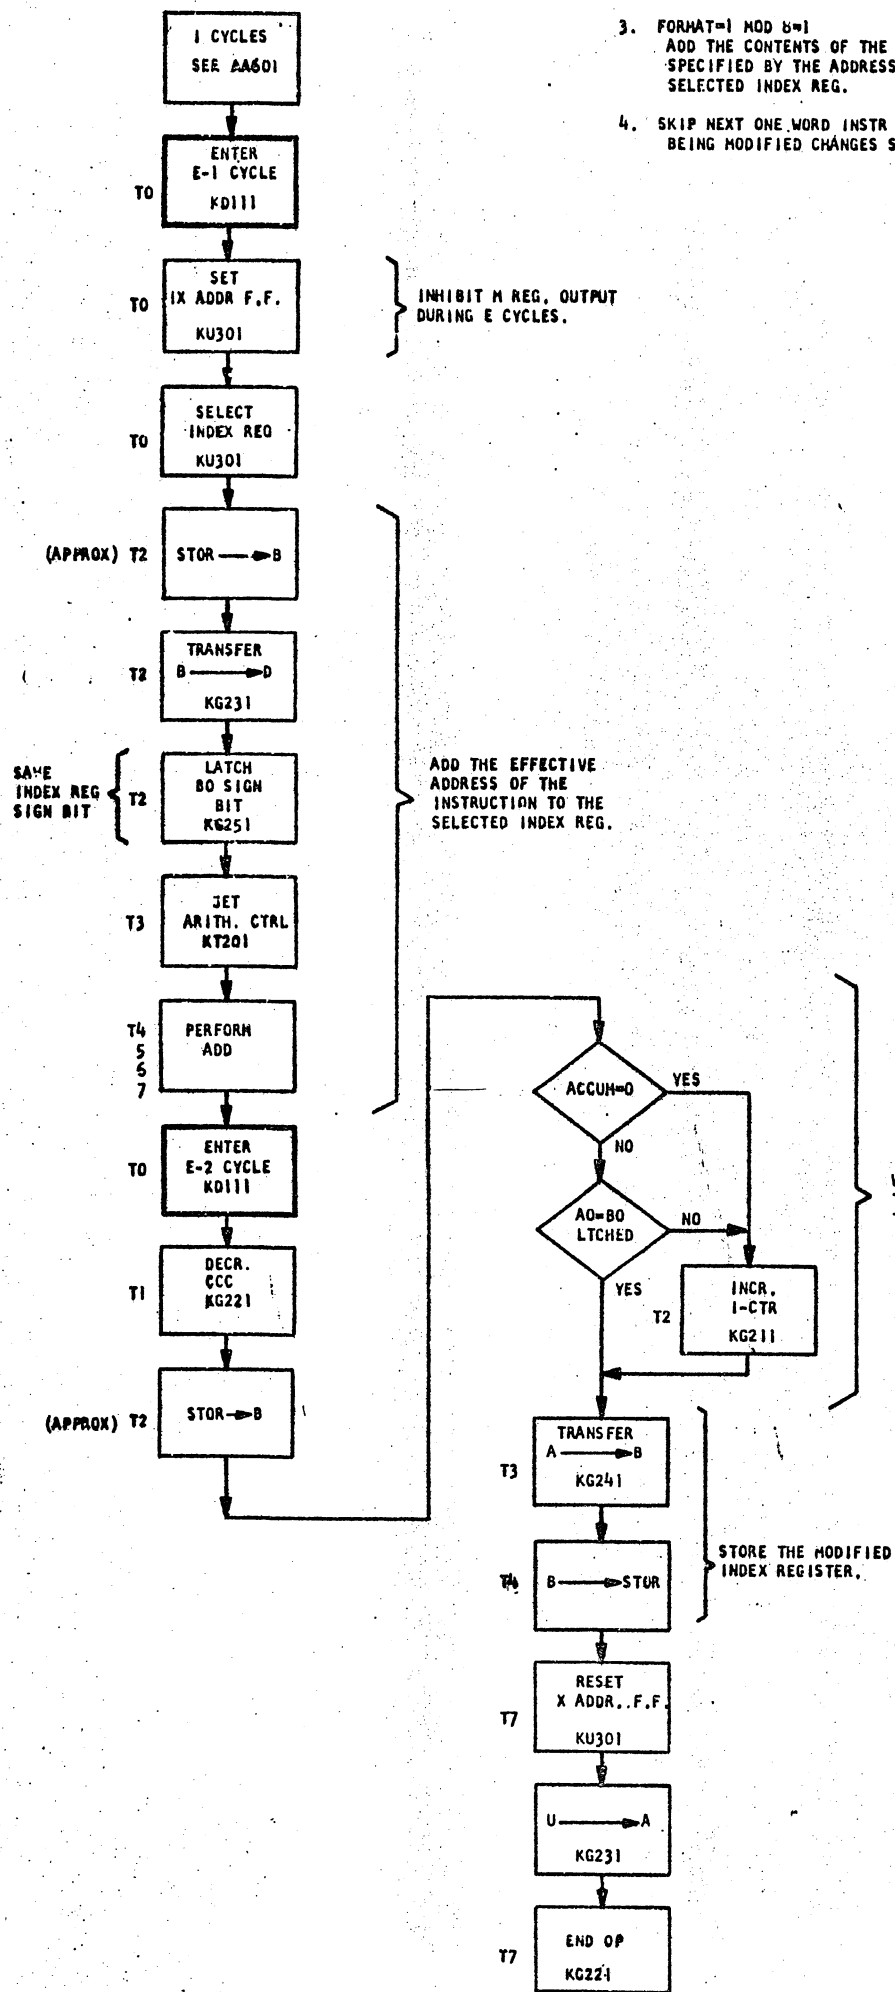 I CYCLES
SEE AA601
T0
ENTER
E-1 CYCLE
KD111
T0
SET
IX ADDR F.F.
KU301
INHIBIT M REG. OUTPUT
DURING E CYCLES.
T0
SELECT
INDEX REG
KU301
(APPROX) T2
STOR B
T2
TRANSFER
B D
KG231
SAVE
INDEX REG
SIGN BIT
T2
LATCH
B0 SIGN
BIT
KG251
ADD THE EFFECTIVE
ADDRESS OF THE
INSTRUCTION TO THE
SELECTED INDEX REG.
T3
SET
ARITH. CTRL
KT201
T4
5
6
7
PERFORM
ADD
T0
ENTER
E-2 CYCLE
KD111
T1
DECR.
CCC
KG221
(APPROX) T2
STOR B
3. FORMAT=1 MOD 8=1
ADD THE CONTENTS OF THE
SPECIFIED BY THE ADDRESS
SELECTED INDEX REG.
4. SKIP NEXT ONE WORD INSTR
BEING MODIFIED CHANGES S
ACCUM=0
YES
NO
A0=B0
LTCHED
NO
YES
T2
INCR.
I-CTR
KG211
T3
TRANSFER
A B
KG241
T4
B STOR
STORE THE MODIFIED
INDEX REGISTER.
T7
RESET
X ADDR. F.F.
KU301
U A
KG231
T7
END OP
KG221